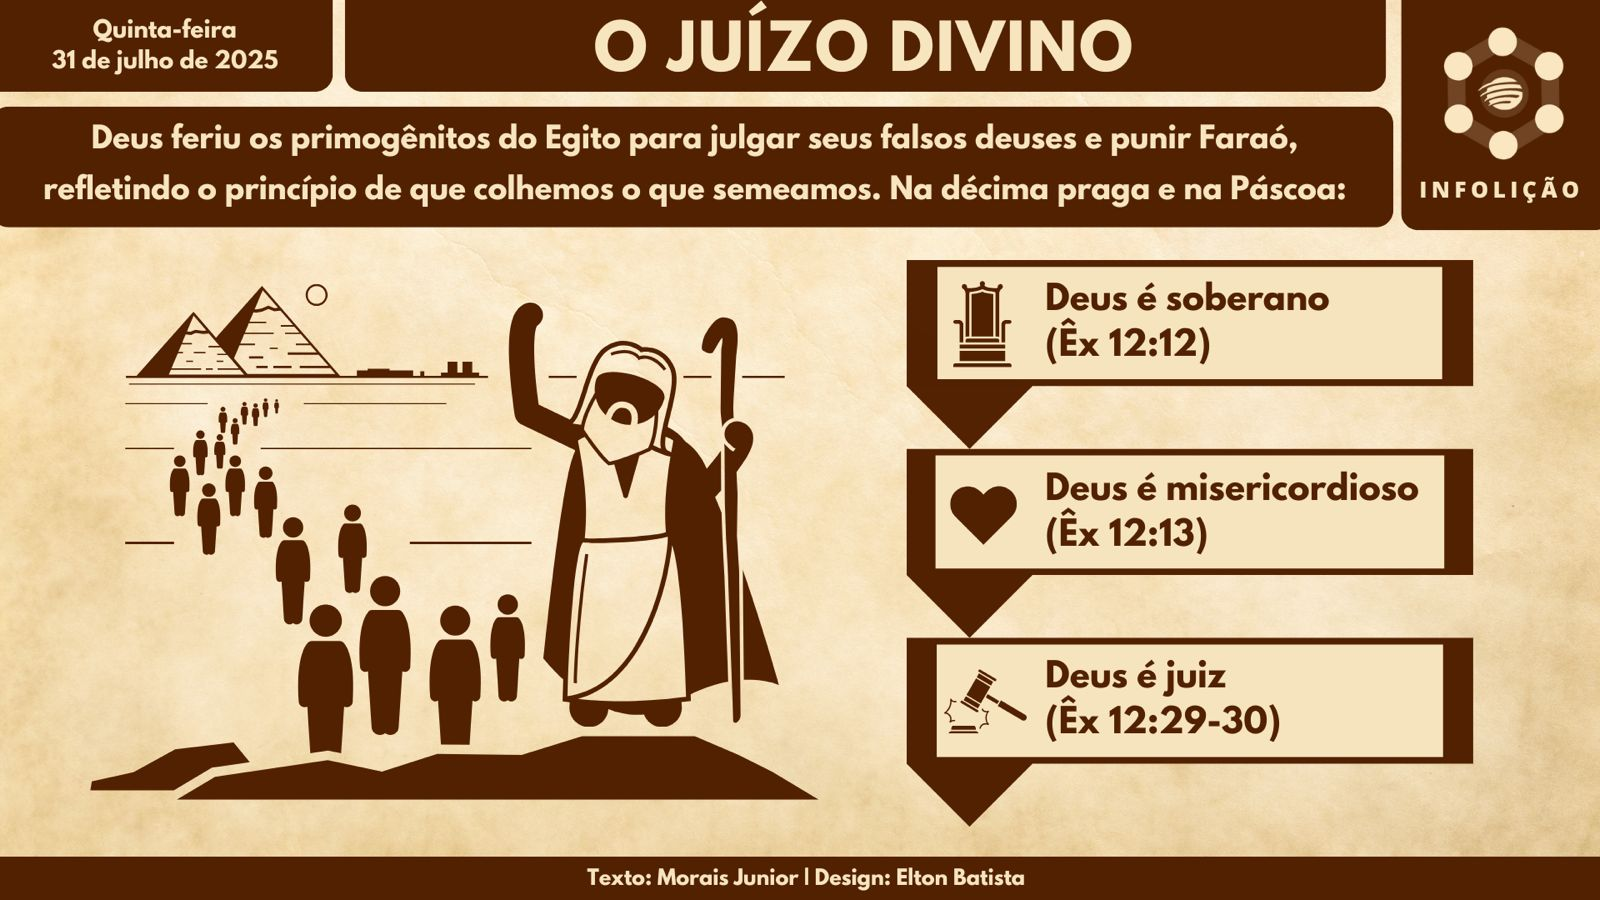 Quinta-feira
31 de julho de 2025
O JUÍZO DIVINO
INFOLIÇÃO
Deus feriu os primogênitos do Egito para julgar seus falsos deuses e punir Faraó,
refletindo o princípio de que colhemos o que semeamos. Na décima praga e na Páscoa:
Deus é soberano
(Êx 12:12)
Deus é misericordioso
(Êx 12:13)
Deus é juiz
(Êx 12:29-30)
Texto: Morais Junior | Design: Elton Batista